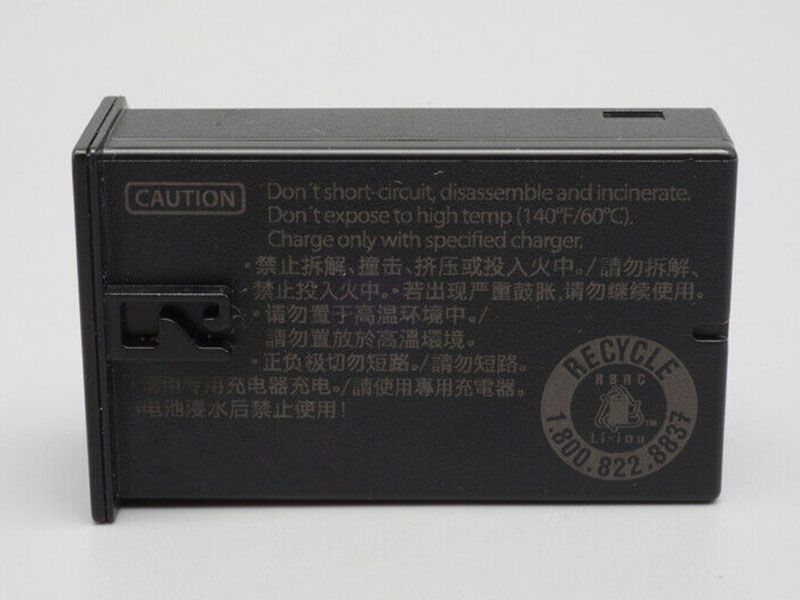 CAUTION
Don't short-circuit, disassemble and incinerate.
Don't expose to high temp (140°F/60°C).
Charge only with specified charger.
·禁止拆解、撞击、挤压或投入火中。/請勿拆解、
禁止投入火中。·若出现严重鼓胀,请勿继续使用。
·请勿置于高温环境中。/
請勿置放於高溫環境。
·正负极切勿短路。/請勿短路。
专用充电器充电。/請使用專用充電器。
电池浸水后禁止使用!
RECYCLE
RBRC
TM
Li-ion
1.800.822.8837